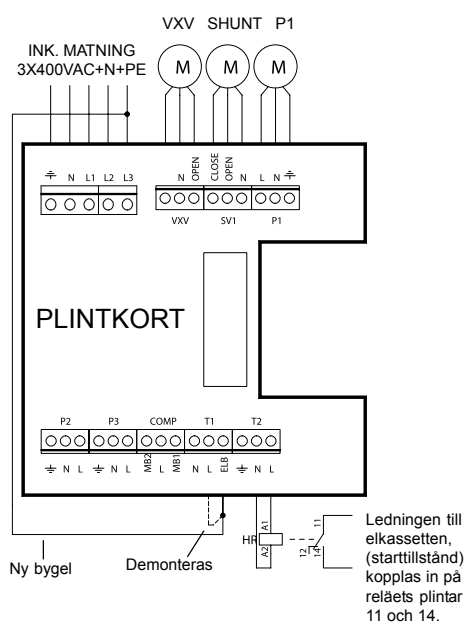 VXV SHUNT P1
INK. MATNING
3X400VAC+N+PE
M M M
N L1 L2 L3
N OPEN CLOSE OPEN N L N
VXV SV1 P1
PLINTKORT
P2 P3 COMP T1 T2
N L N L MB2 L MB1 N L ELB N L
HR A1 A2 11 12 14
Ny bygel
Demonteras
Ledningen till
elkassetten,
(starttillstånd)
kopplas in på
reläets plintar
11 och 14.